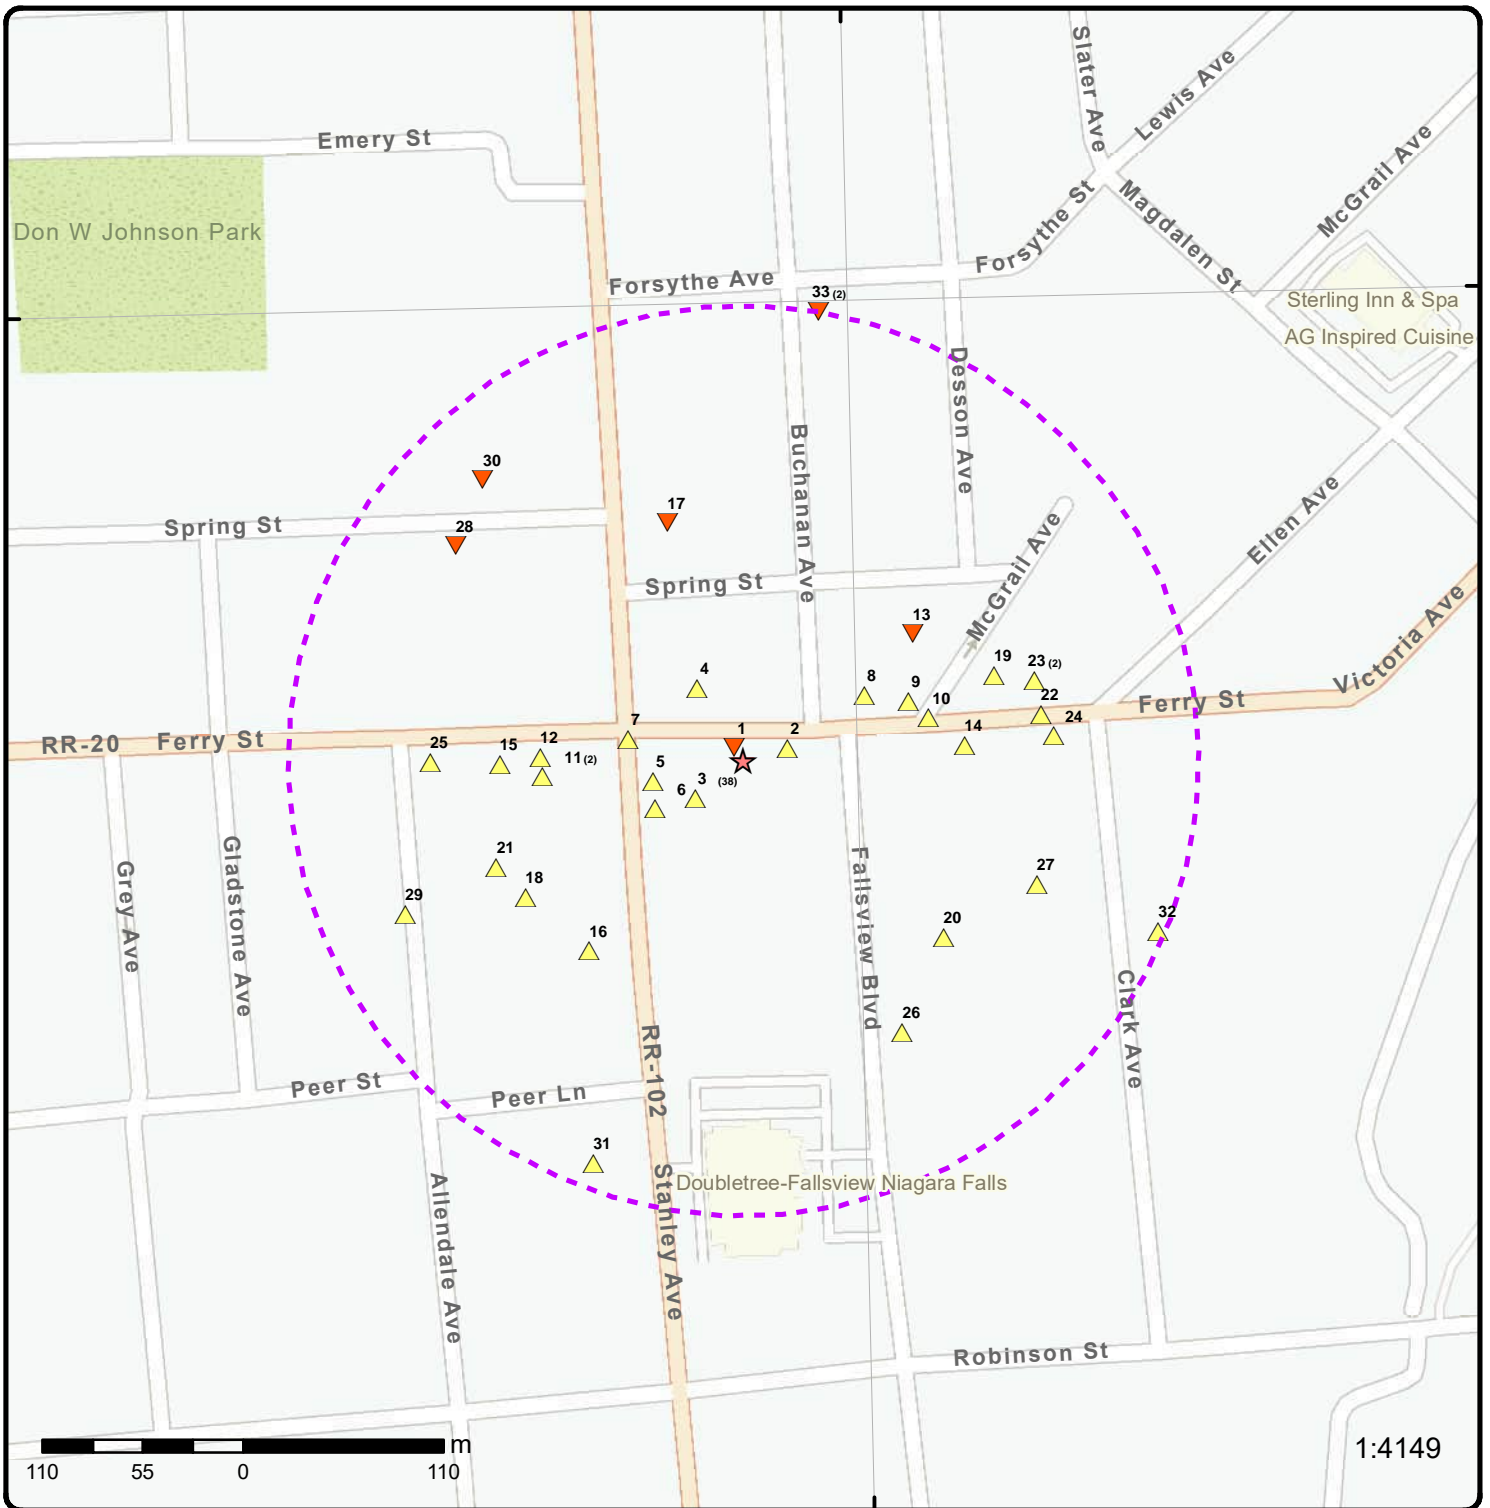 Slater Ave
Lewis Ave
Emery St
McGrail Ave
Forsythe St
Magdalen St
Don W Johnson Park
Forsythe Ave
33 (2)
Sterling Inn & Spa
AG Inspired Cuisine
Desson Ave
Buchanan Ave
30
17
Spring St
28
Ellen Ave
McGrail Ave
Spring St
13
Victoria Ave
4
8
9
10
19
23 (2)
22
24
Ferry St
RR-20
Ferry St
25
15
12
11 (2)
7
1
2
14
5
6
3
(38)
21
18
29
16
27
20
32
26
Grey Ave
Gladstone Ave
Fallsview Blvd
Clark Ave
RR-102
Peer St
Peer Ln
31
Doubletree-Fallsview Niagara Falls
Stanley Ave
Allendale Ave
Robinson St
m
110 55 0 110
1:4149